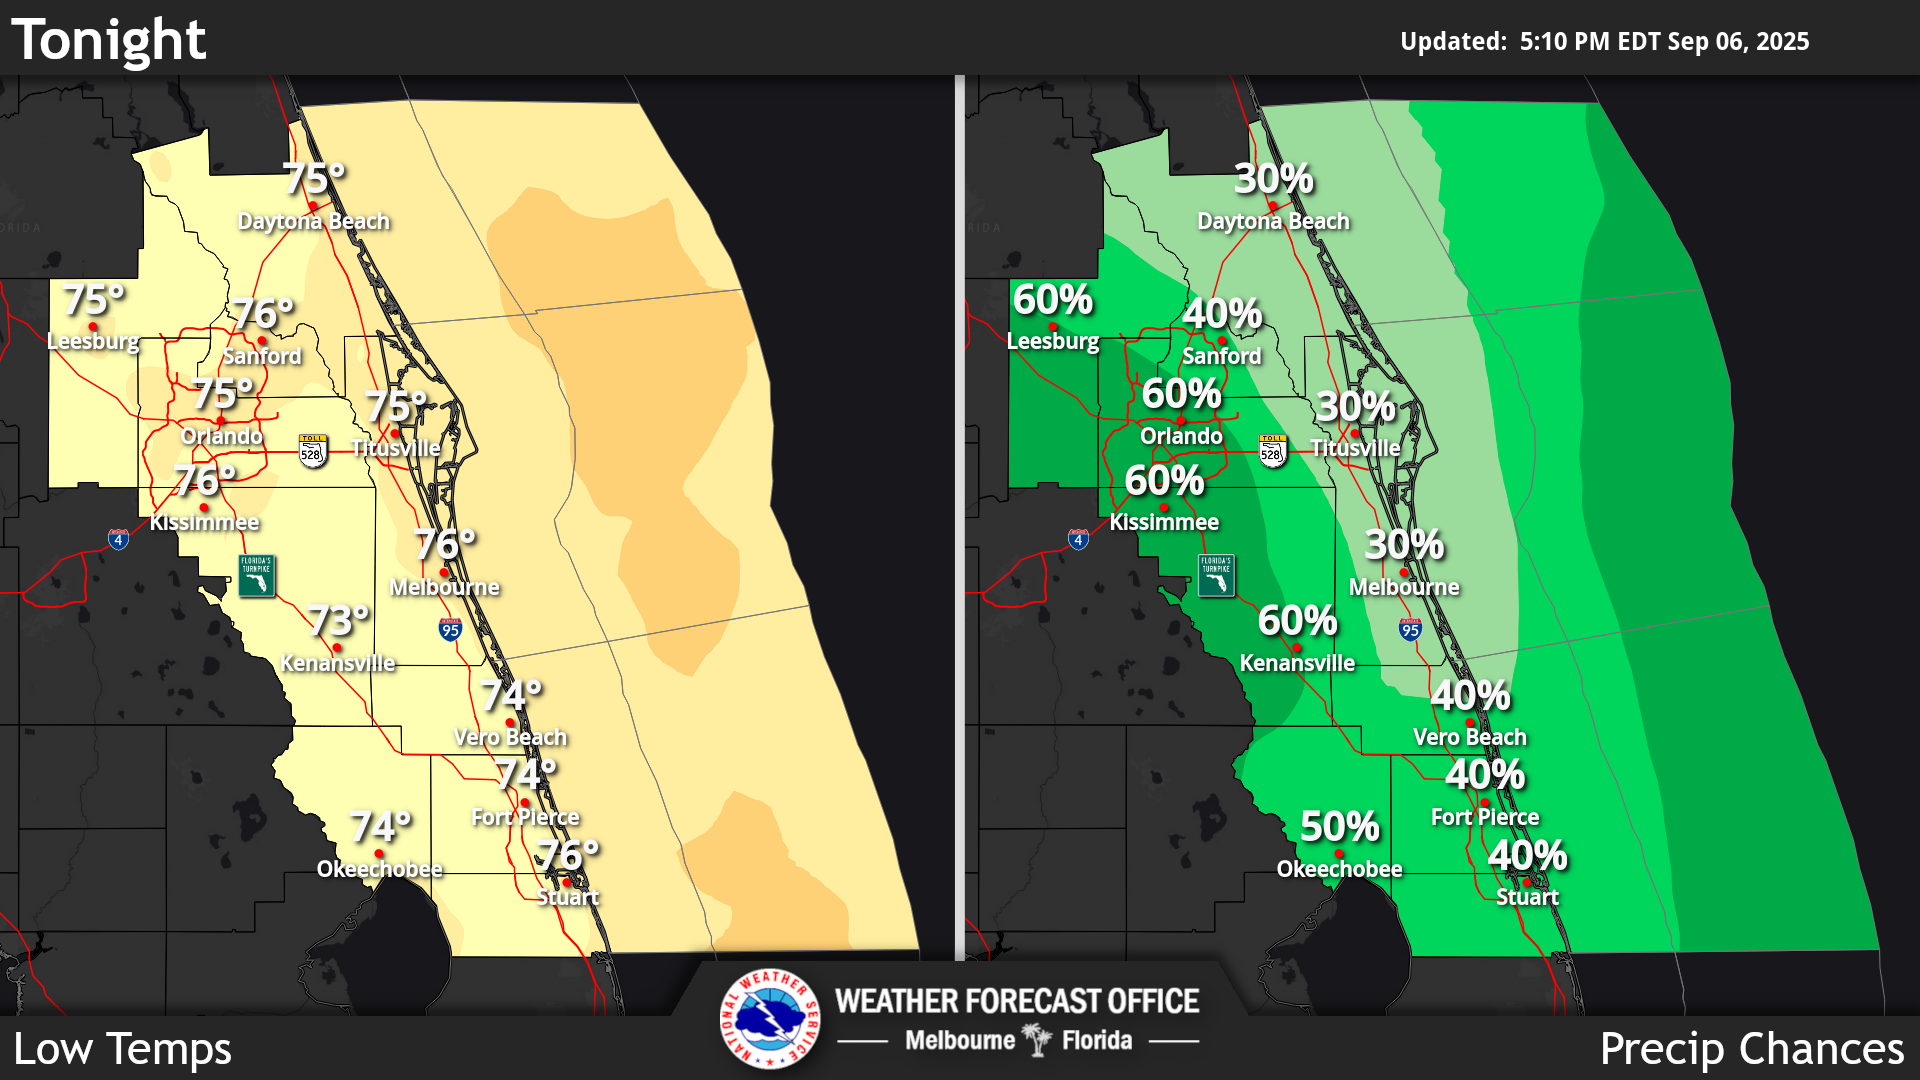 Tonight
Updated:  5:10 PM EDT Sep 06, 2025
75°
Daytona Beach
75°
Leesburg
76°
Sanford
75°
Orlando
75°
Titusville
TOLL
528
76°
Kissimmee
4
FLORIDA'S
TURNPIKE
76°
Melbourne
95
73°
Kenansville
74°
Vero Beach
74°
Fort Pierce
74°
Okeechobee
76°
Stuart
30%
Daytona Beach
60%
Leesburg
40%
Sanford
60%
Orlando
30%
Titusville
TOLL
528
60%
Kissimmee
4
FLORIDA'S
TURNPIKE
30%
Melbourne
95
60%
Kenansville
40%
Vero Beach
40%
Fort Pierce
50%
Okeechobee
40%
Stuart
NATIONAL WEATHER SERVICE
WEATHER FORECAST OFFICE
Melbourne Florida
Low Temps
Precip Chances